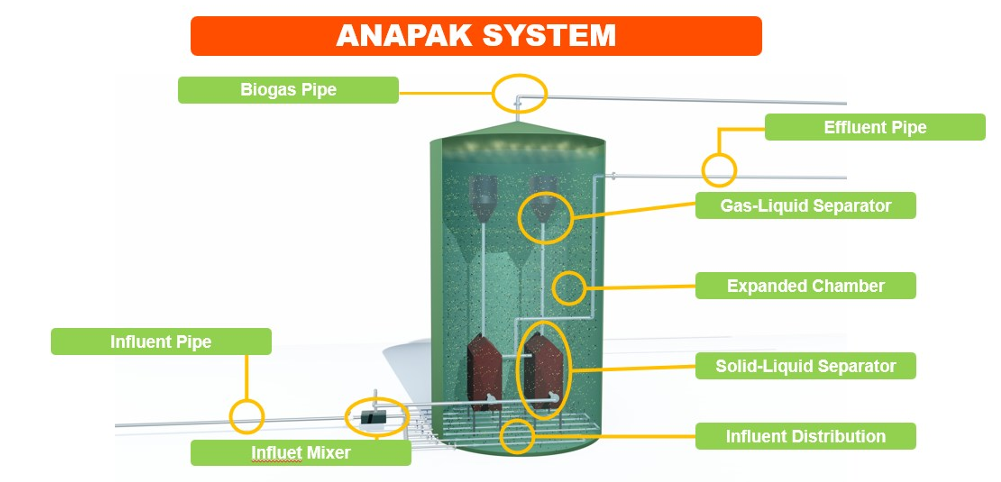 ANAPAK SYSTEM
Biogas Pipe
Effluent Pipe
Gas-Liquid Separator
Expanded Chamber
Influent Pipe
Solid-Liquid Separator
Influent Distribution
Influet Mixer